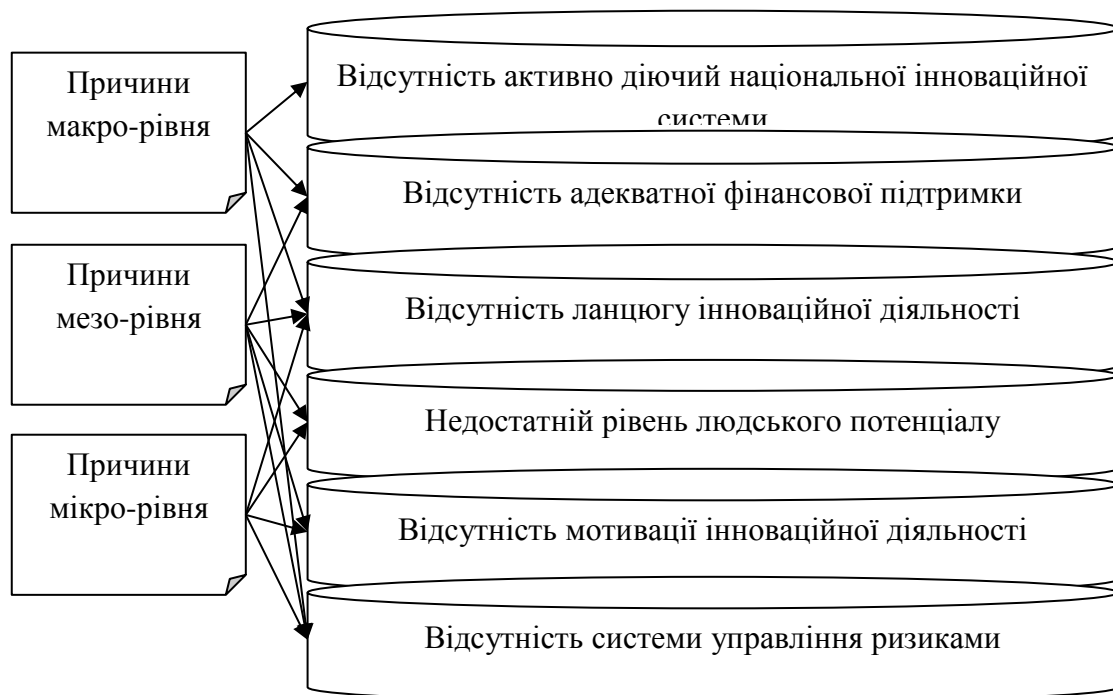 Причини
макро-рівня
Відсутність активно діючий національної інноваційної
системи
Відсутність адекватної фінансової підтримки
Причини
мезо-рівня
Відсутність ланцюгу інноваційної діяльності
Недостатній рівень людського потенціалу
Причини
мікро-рівня
Відсутність мотивації інноваційної діяльності
Відсутність системи управління ризиками